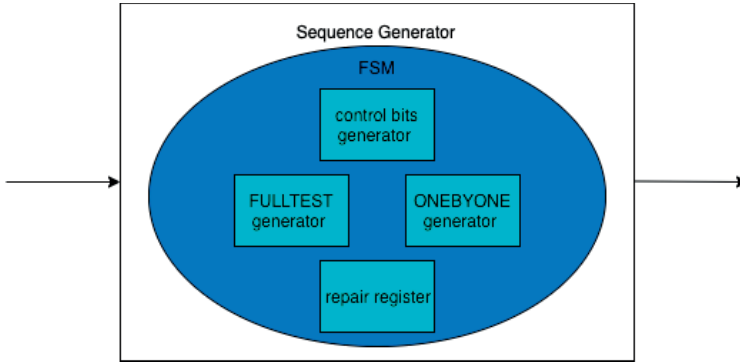 Sequence Generator
FSM
control bits
generator
FULLTEST
generator
ONEBYONE
generator
repair register